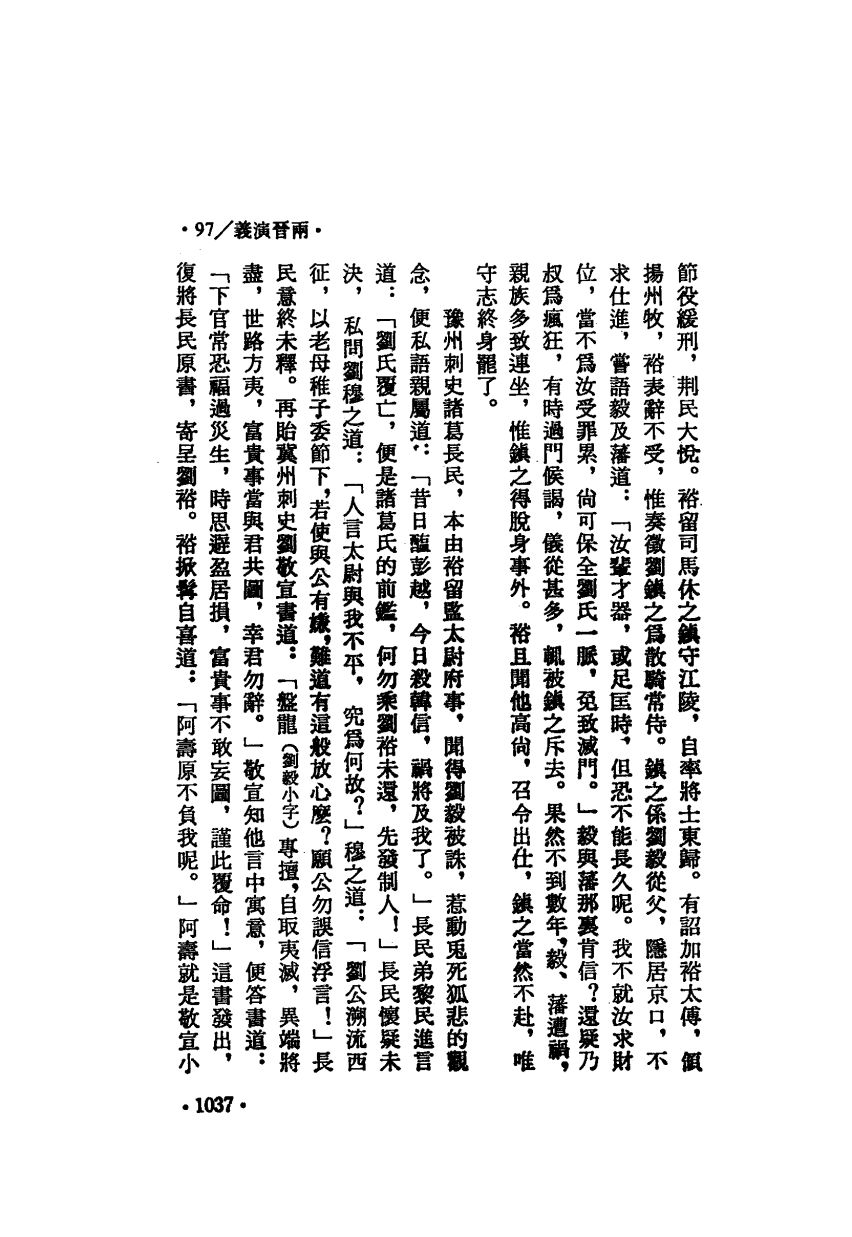 ·97／義演晉兩·
節役緩刑，荆民大悅。裕留司馬休之鎮守江陵，自率將士東歸。有詔加裕太傅，領
揚州牧，裕表辭不受，惟奏徵劉鎮之爲散騎常侍。鎮之係劉毅從父，隱居京口，不
求仕進，嘗語毅及藩道：「汝輩才器，或足匡時，但恐不能長久呢。我不就汝求財
位，當不爲汝受罪累，尙可保全劉氏一脈，免致滅門。」毅與藩那裏肯信？還疑乃
叔爲瘋狂，有時過門候謁，儀從甚多，輒被鎮之斥去。果然不到數年，毅、藩遭禍，
親族多致連坐，惟鎮之得脫身事外。裕且聞他高尙，召令出仕，鎮之當然不赴，唯
守志終身罷了。
豫州刺史諸葛長民，本由裕留監太尉府事，聞得劉毅被誅，惹動兎死狐悲的觀
念，便私語親屬道：「昔日醢彭越，今日殺韓信，禍將及我了。」長民弟黎民進言
道：「劉氏覆亡，便是諸葛氏的前鑑，何勿乘劉裕未還，先發制人！」長民懷疑未
決，私問劉穆之道：「人言太尉與我不平，究爲何故？」穆之道：「劉公溯流西
征，以老母稚子委節下，若使與公有嫌，難道有這般放心麼？願公勿誤信浮言！」長
民意終未釋。再貽冀州刺史劉敬宣書道：「盤龍（劉毅小字）專擅，自取夷滅，異端將
盡，世路方夷，富貴事當與君共圖，幸君勿辭。」敬宣知他言中寓意，便答書道：
「下官常恐福過災生，時思避盈居損，富貴事不敢妄圖，謹此覆命！」這書發出，
復將長民原書，寄呈劉裕。裕掀髯自喜道：「阿壽原不負我呢。」阿壽就是敬宣小
·1037·